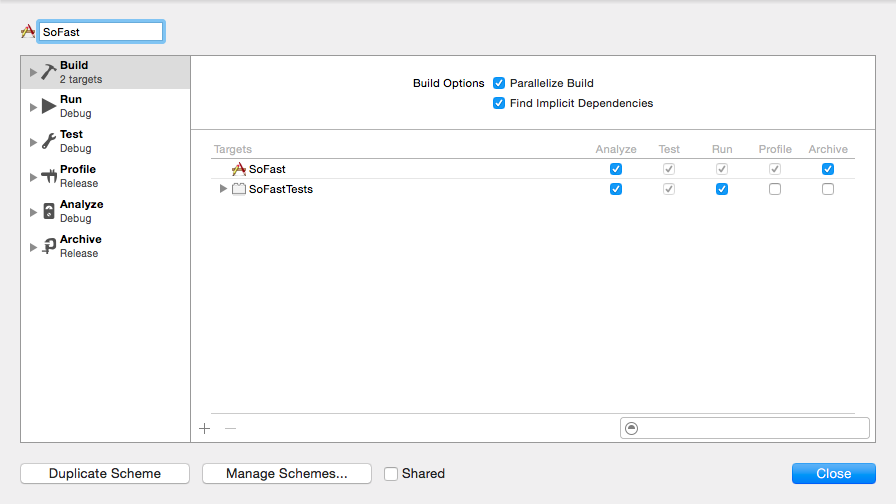 SoFast
Build
2 targets
Run
Debug
Test
Debug
Profile
Release
Analyze
Debug
Archive
Release
Build Options Parallelize Build
Find Implicit Dependencies
Targets Analyze Test Run Profile Archive
SoFast
SoFastTests
Duplicate Scheme Manage Schemes... Shared Close